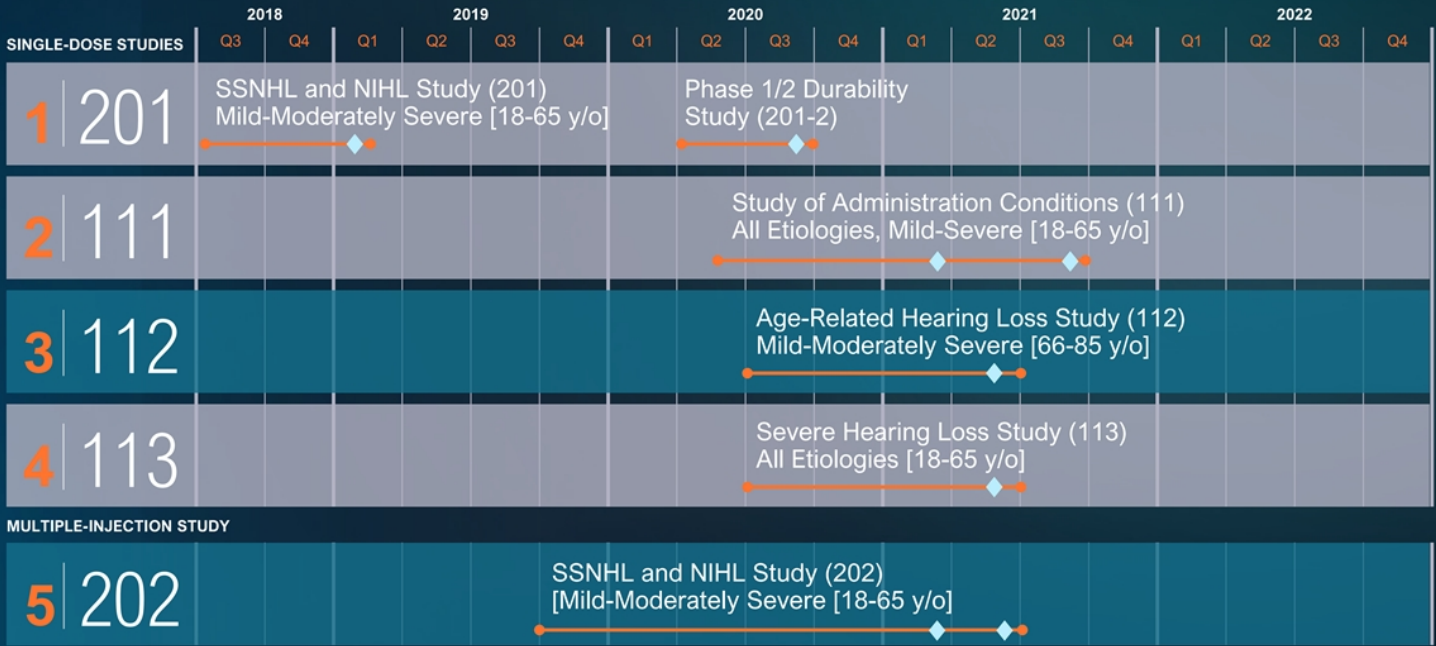 2018 2019 2020 2021 2022
SINGLE-DOSE STUDIES Q3 Q4 Q1 Q2 Q3 Q4 Q1 Q2 Q3 Q4 Q1 Q2 Q3 Q4 Q1 Q2 Q3 Q4
1 201
SSNHL and NIHL Study (201)
Mild-Moderately Severe [18-65 y/o]
Phase 1/2 Durability
Study (201-2)
2 111
Study of Administration Conditions (111)
All Etiologies, Mild-Severe [18-65 y/o]
3 112
Age-Related Hearing Loss Study (112)
Mild-Moderately Severe [66-85 y/o]
4 113
Severe Hearing Loss Study (113)
All Etiologies [18-65 y/o]
MULTIPLE-INJECTION STUDY
5 202
SSNHL and NIHL Study (202)
[Mild-Moderately Severe [18-65 y/o]